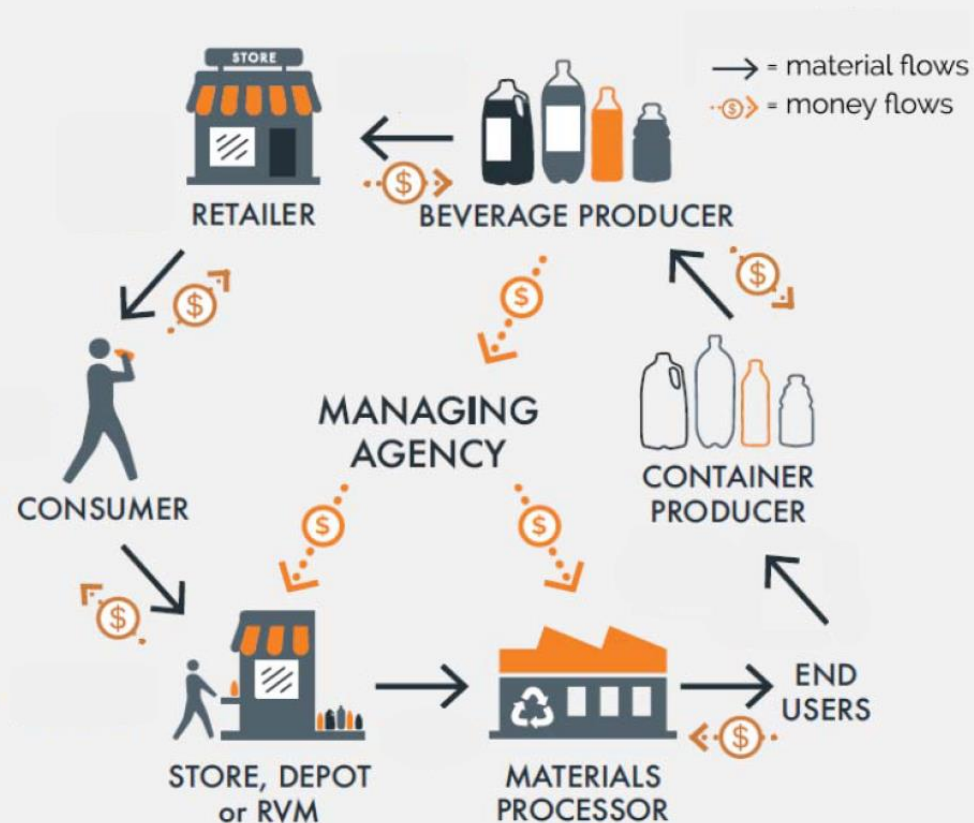 STORE
→ = material flows
$ = money flows
RETAILER
$
BEVERAGE PRODUCER
$
$
$
MANAGING
AGENCY
CONSUMER
CONTAINER
PRODUCER
$
$
$
STORE, DEPOT
or RVM
MATERIALS
PROCESSOR
END
USERS
$